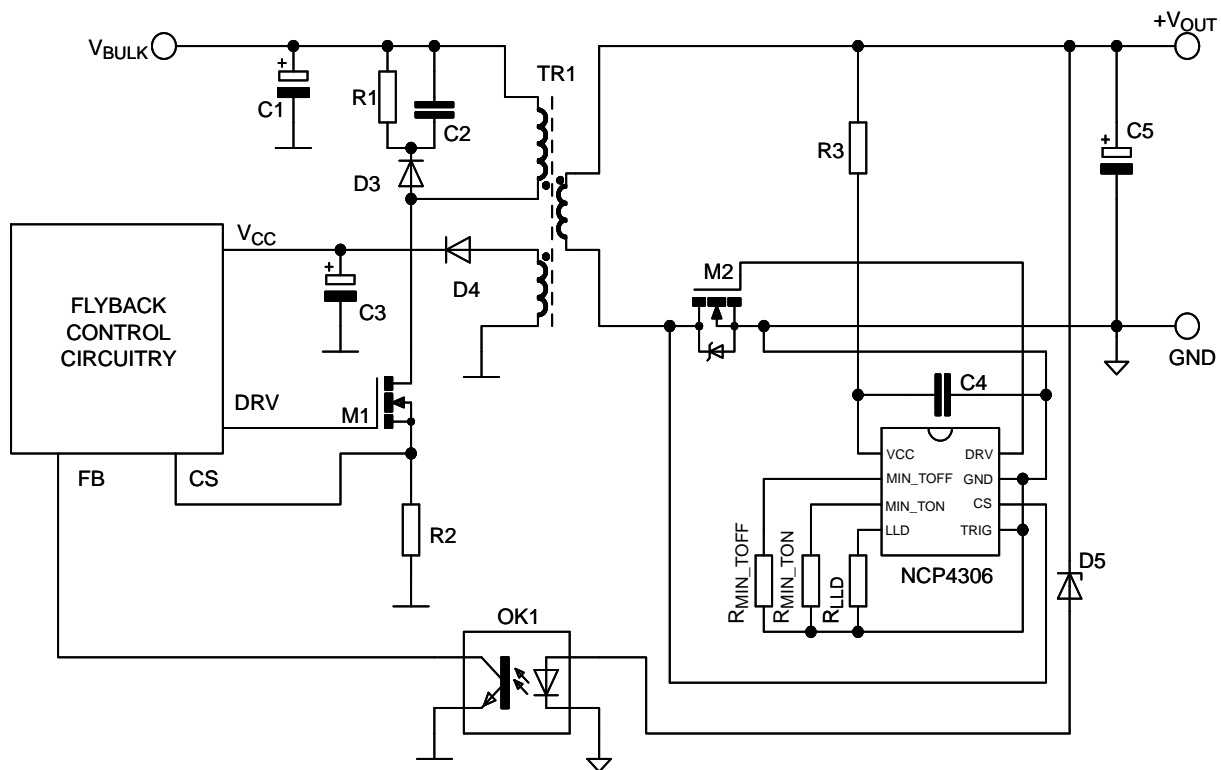 +VOUT
VBULK
TR1
R1
C1
C2
C5
R3
D3
VCC
M2
D4
C3
FLYBACK
CONTROL
CIRCUITRY
GND
C4
DRV
M1
VCC
DRV
FB
CS
MIN_TOFF
GND
MIN_TON
CS
LLD
TRIG
R2
RMIN_TOFF
RMIN_TON
RLLD
NCP4306
D5
OK1
+
+
+